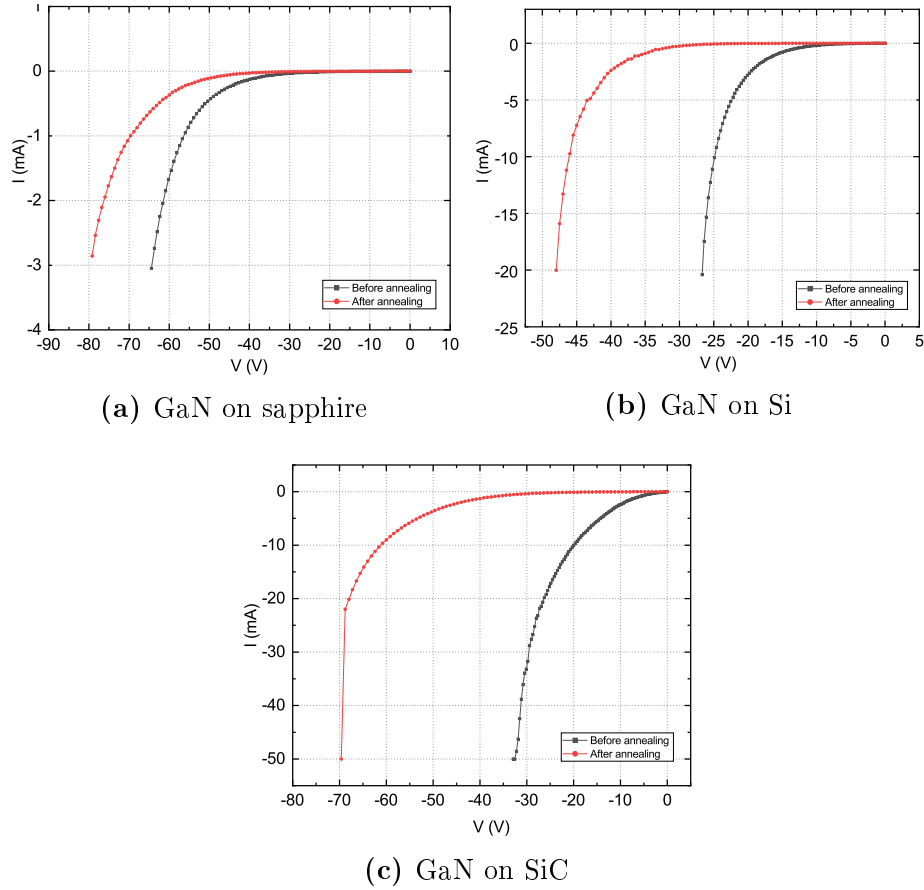 1
0
-1
-2
-3
-4
I (mA)
-90 -80 -70 -60 -50 -40 -30 -20 -10 0 10
V (V)
Before annealing
After annealing
(a) GaN on sapphire
0
-5
-10
-15
-20
-25
I (mA)
-50 -45 -40 -35 -30 -25 -20 -15 -10 -5 0 5
V (V)
Before annealing
After annealing
(b) GaN on Si
0
-10
-20
-30
-40
-50
I (mA)
-80 -70 -60 -50 -40 -30 -20 -10 0
V (V)
Before annealing
After annealing
(c) GaN on SiC